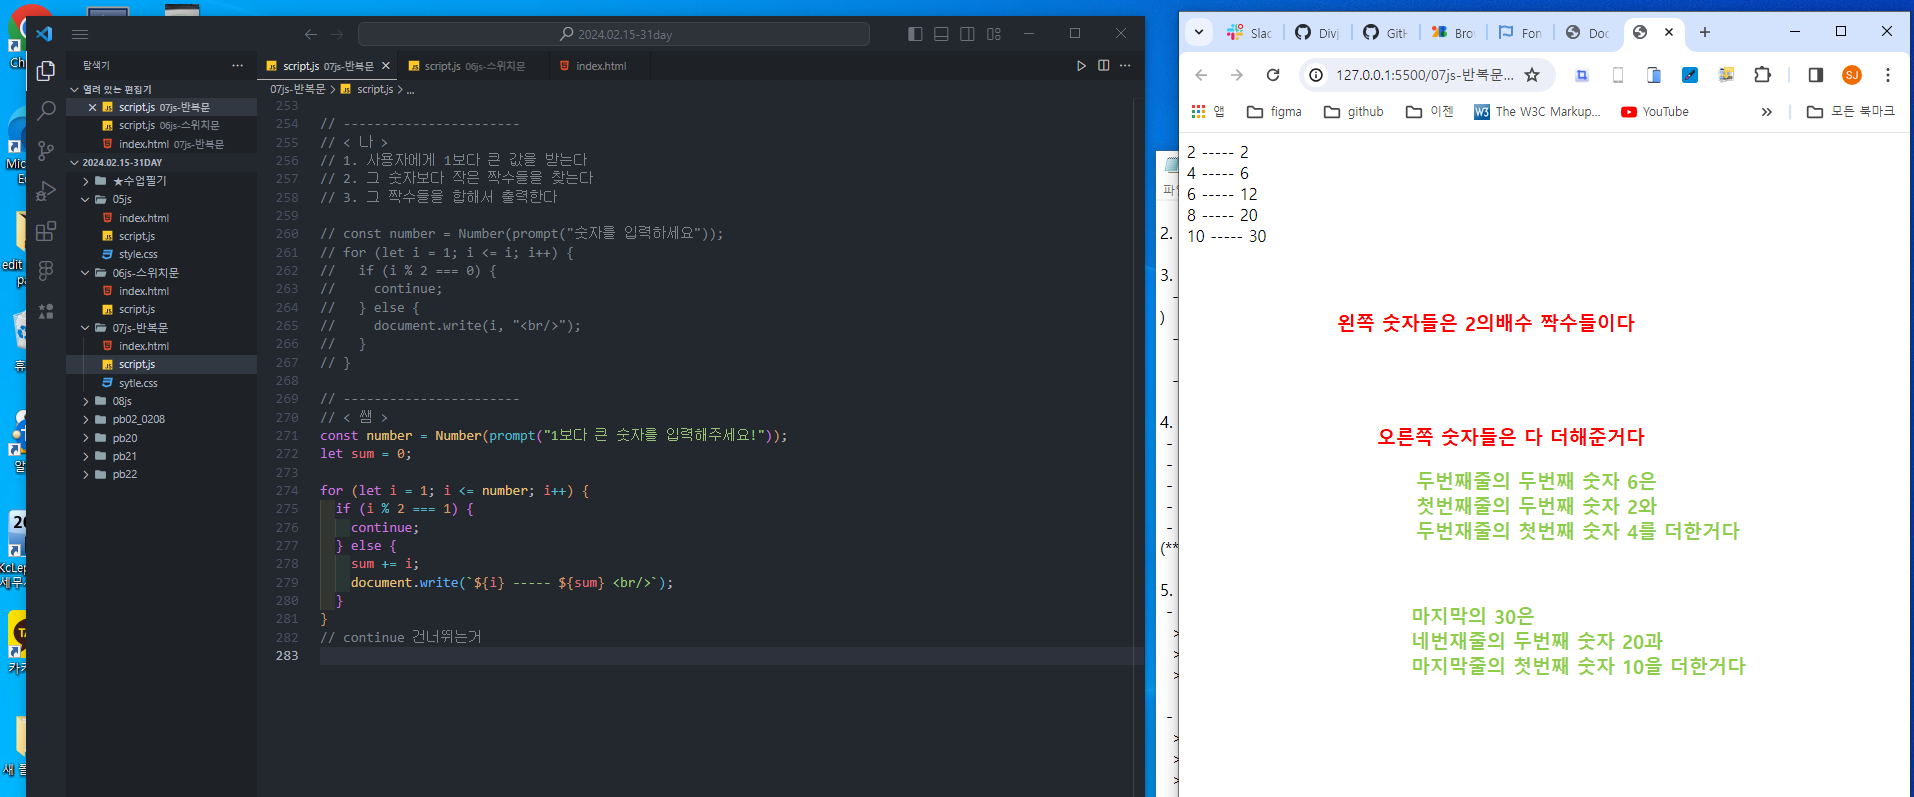 2024.02.15-31day
탐색기
열려 있는 편집기
script.js 07js-반복문
script.js 06js-스위치문
index.html 07js-반복문
2024.02.15-31DAY
★수업필기
05js
index.html
script.js
style.css
06js-스위치문
index.html
script.js
07js-반복문
index.html
script.js
sytle.css
08js
pb02_0208
pb20
pb21
pb22
script.js 07js-반복문
script.js 06js-스위치문
index.html
07js-반복문 > script.js > ...
253
254 // -----------------------
255 // < 나 >
256 // 1. 사용자에게 1보다 큰 값을 받는다
257 // 2. 그 숫자보다 작은 짝수들을 찾는다
258 // 3. 그 짝수들을 합해서 출력한다
259
260 // const number = Number(prompt("숫자를 입력하세요"));
261 // for (let i = 1; i <= i; i++) {
262 //   if (i % 2 === 0) {
263 //     continue;
264 //   } else {
265 //     document.write(i, "<br/>");
266 //   }
267 // }
268
269 // -----------------------
270 // < 쌤 >
271 const number = Number(prompt("1보다 큰 숫자를 입력해주세요!"));
272 let sum = 0;
273
274 for (let i = 1; i <= number; i++) {
275   if (i % 2 === 1) {
276     continue;
277   } else {
278     sum += i;
279     document.write(`${i} ----- ${sum} <br/>`);
280   }
281 }
282 // continue 건너뛰는거
283
Slac
Divj
GitH
Bro
Fon
Doc
127.0.0.1:5500/07js-반복문...
SJ
앱
figma
github
이젠
The W3C Markup...
YouTube
모든 북마크
2 ----- 2
4 ----- 6
6 ----- 12
8 ----- 20
10 ----- 30
왼쪽 숫자들은 2의배수 짝수들이다
오른쪽 숫자들은 다 더해준거다
두번째줄의 두번째 숫자 6은
첫번째줄의 두번째 숫자 2와
두번재줄의 첫번째 숫자 4를 더한거다
마지막의 30은
네번재줄의 두번째 숫자 20과
마지막줄의 첫번째 숫자 10을 더한거다
2.
3.
)
4.
(**
5.